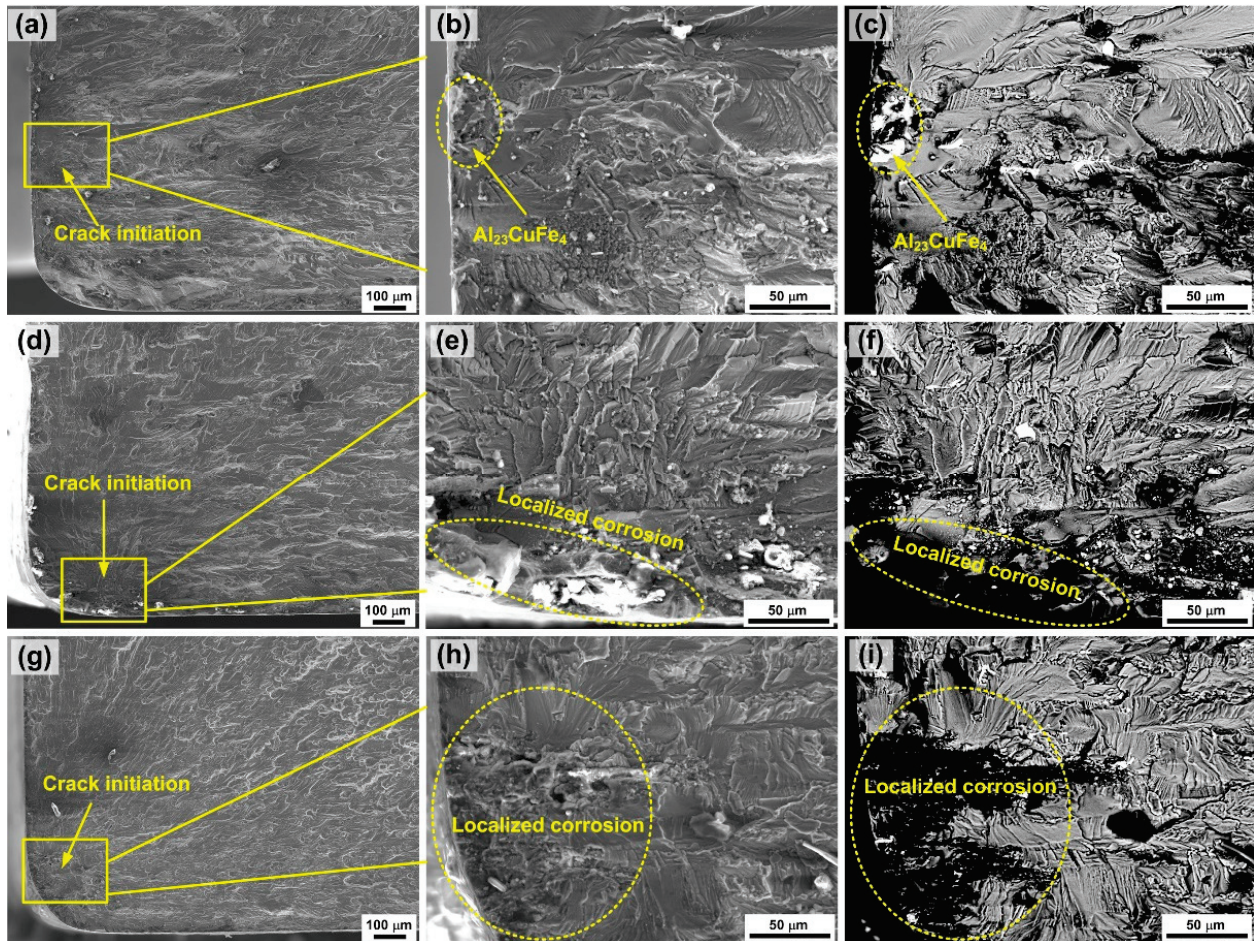 (a)
Crack initiation
100 μm
(b)
Al₂₃CuFe₄
50 μm
(c)
Al₂₃CuFe₄
50 μm
(d)
Crack initiation
100 μm
(e)
Localized corrosion
50 μm
(f)
Localized corrosion
50 μm
(g)
Crack initiation
100 μm
(h)
Localized corrosion
50 μm
(i)
Localized corrosion
50 μm